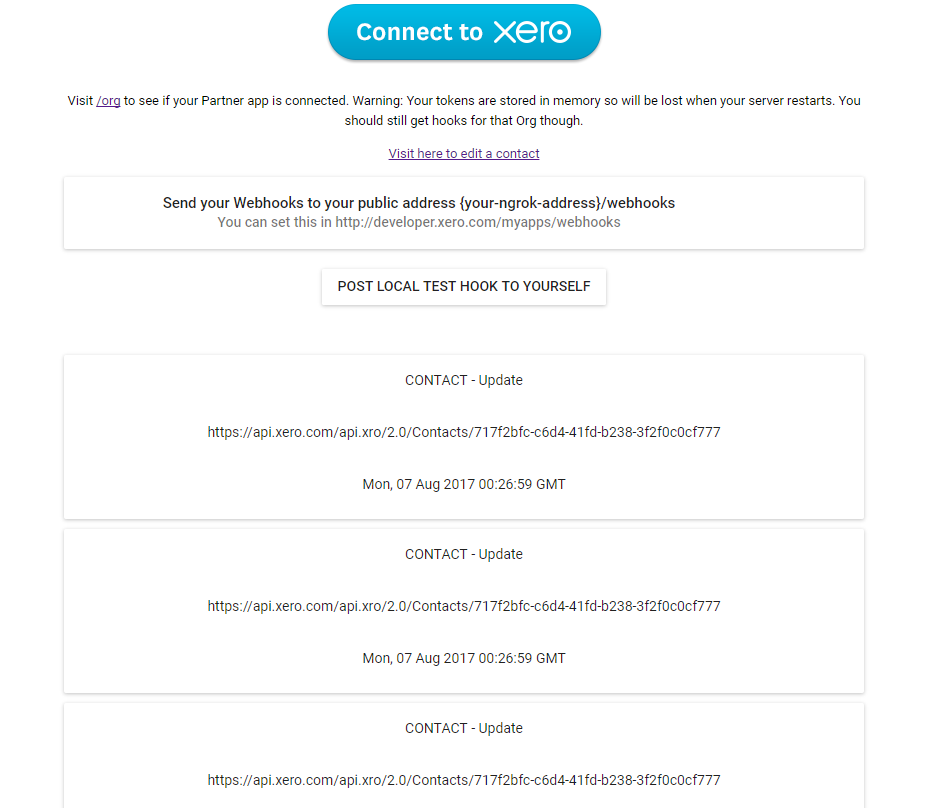 Connect to xero
Visit /org to see if your Partner app is connected. Warning: Your tokens are stored in memory so will be lost when your server restarts. You
should still get hooks for that Org though.
Visit here to edit a contact
Send your Webhooks to your public address {your-ngrok-address}/webhooks
You can set this in http://developer.xero.com/myapps/webhooks
POST LOCAL TEST HOOK TO YOURSELF
CONTACT - Update
https://api.xero.com/api.xro/2.0/Contacts/717f2bfc-c6d4-41fd-b238-3f2f0c0cf777
Mon, 07 Aug 2017 00:26:59 GMT
CONTACT - Update
https://api.xero.com/api.xro/2.0/Contacts/717f2bfc-c6d4-41fd-b238-3f2f0c0cf777
Mon, 07 Aug 2017 00:26:59 GMT
CONTACT - Update
https://api.xero.com/api.xro/2.0/Contacts/717f2bfc-c6d4-41fd-b238-3f2f0c0cf777